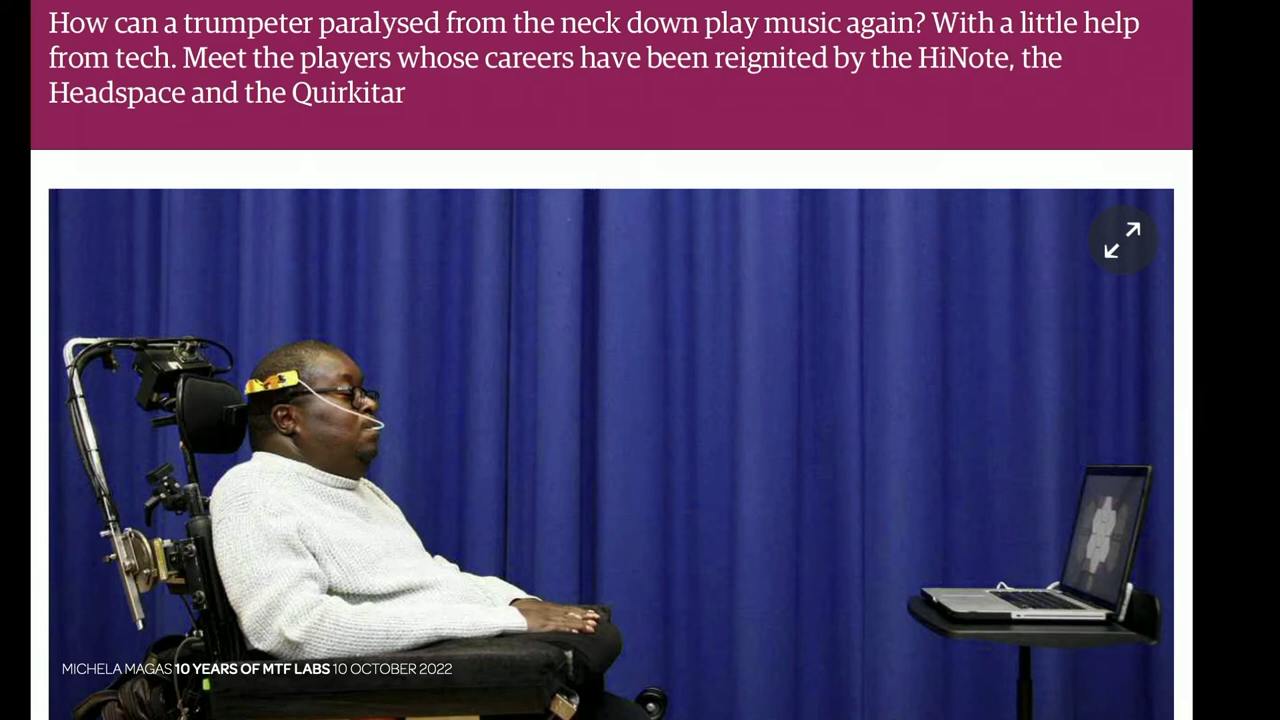 How can a trumpeter paralysed from the neck down play music again? With a little help
from tech. Meet the players whose careers have been reignited by the HiNote, the
Headspace and the Quirkitar
MICHELA MAGAS 10 YEARS OF MTF LABS 10 OCTOBER 2022